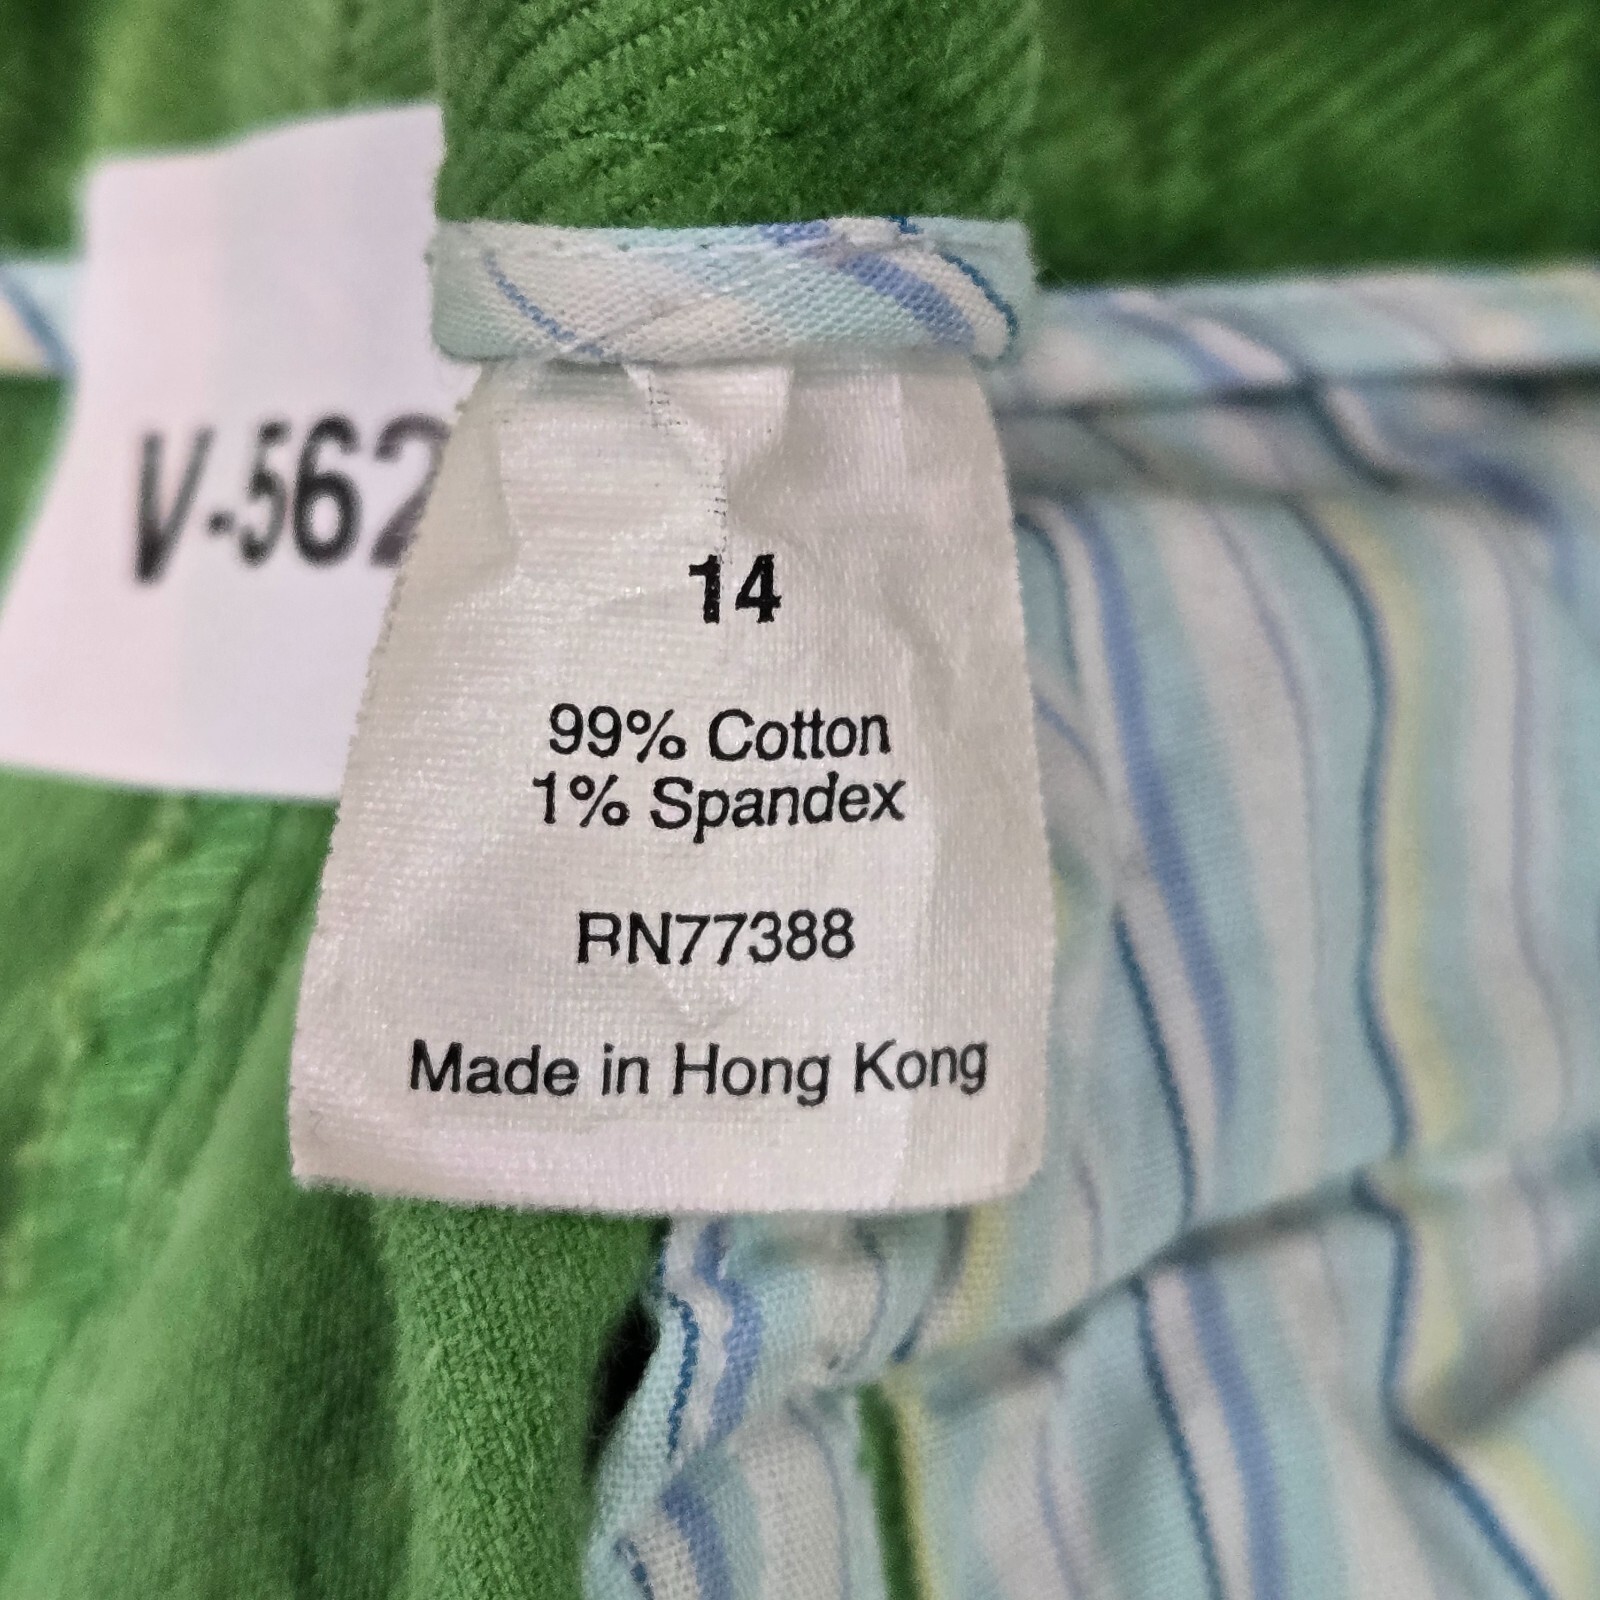 V-562
14
99% Cotton
1% Spandex
RN77388
Made in Hong Kong